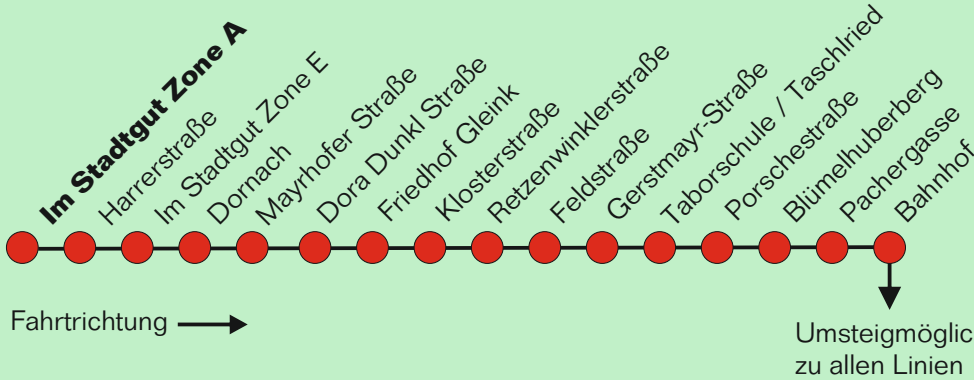 Im Stadtgut Zone A
Harrerstraße
Im Stadtgut Zone E
Dornach
Mayrhofer Straße
Dora Dunkl Straße
Friedhof Gleink
Klosterstraße
Retzenwinklerstraße
Feldstraße
Gerstmayr-Straße
Taborschule / Taschlried
Porschestraße
Blümelhuberberg
Pachergasse
Bahnhof
Fahrtrichtung
Umsteigmöglic
zu allen Linien